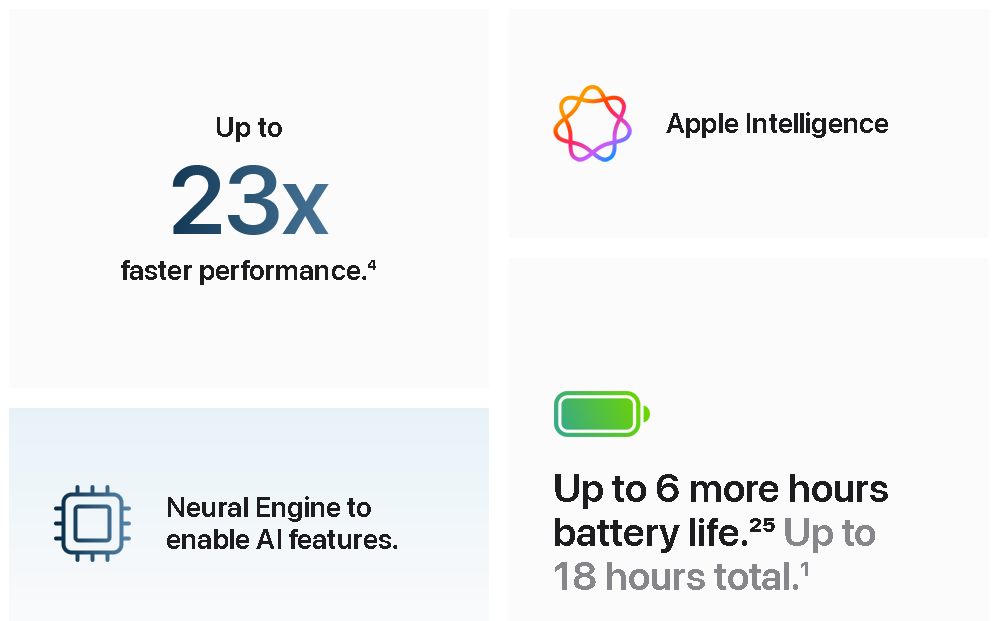 Up to
23x
faster performance.⁴
Apple Intelligence
Neural Engine to
enable AI features.
Up to 6 more hours
battery life.²⁵ Up to
18 hours total.¹